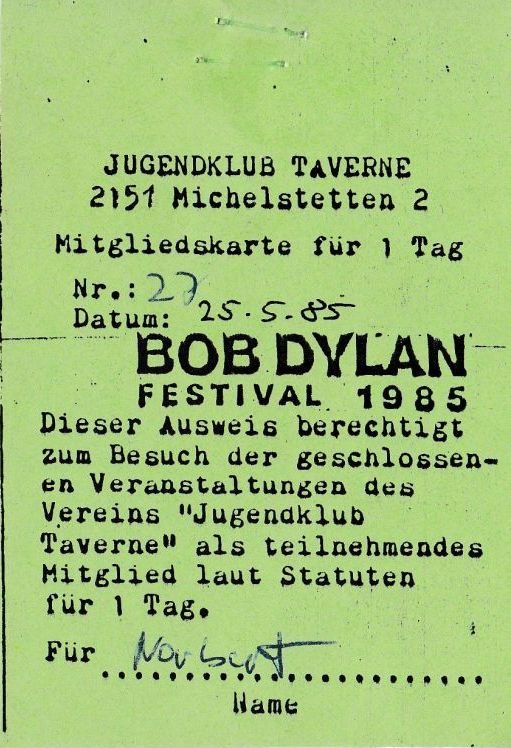 JUGENDKLUB TAVERNE
2151 Michelstetten 2
Mitgliedskarte für 1 Tag
Nr.: 27
Datum: 25.5.85
BOB DYLAN
FESTIVAL 1985
Dieser Ausweis berechtigt
zum Besuch der geschlossen-
en Veranstaltungen des
Vereins "Jugendklub
Taverne" als teilnehmendes
Mitglied laut Statuten
für 1 Tag.
Für Norbert
Name